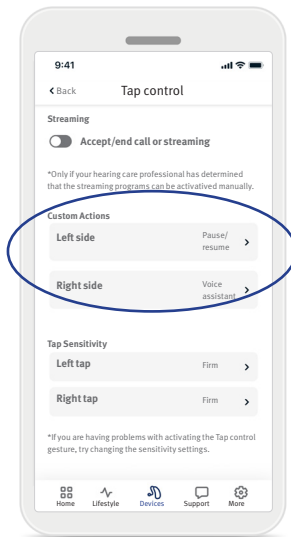 9:41
Back Tap control
Streaming
Accept/end call or streaming
*Only if your hearing care professional has determined
that the streaming programs can be activatived manually.
Custom Actions
Left side Pause/
resume
Right side Voice
assistant
Tap Sensitivity
Left tap Firm
Right tap Firm
*If you are having problems with activating the Tap control
gesture, try changing the sensitivity settings.
Home Lifestyle Devices Support More